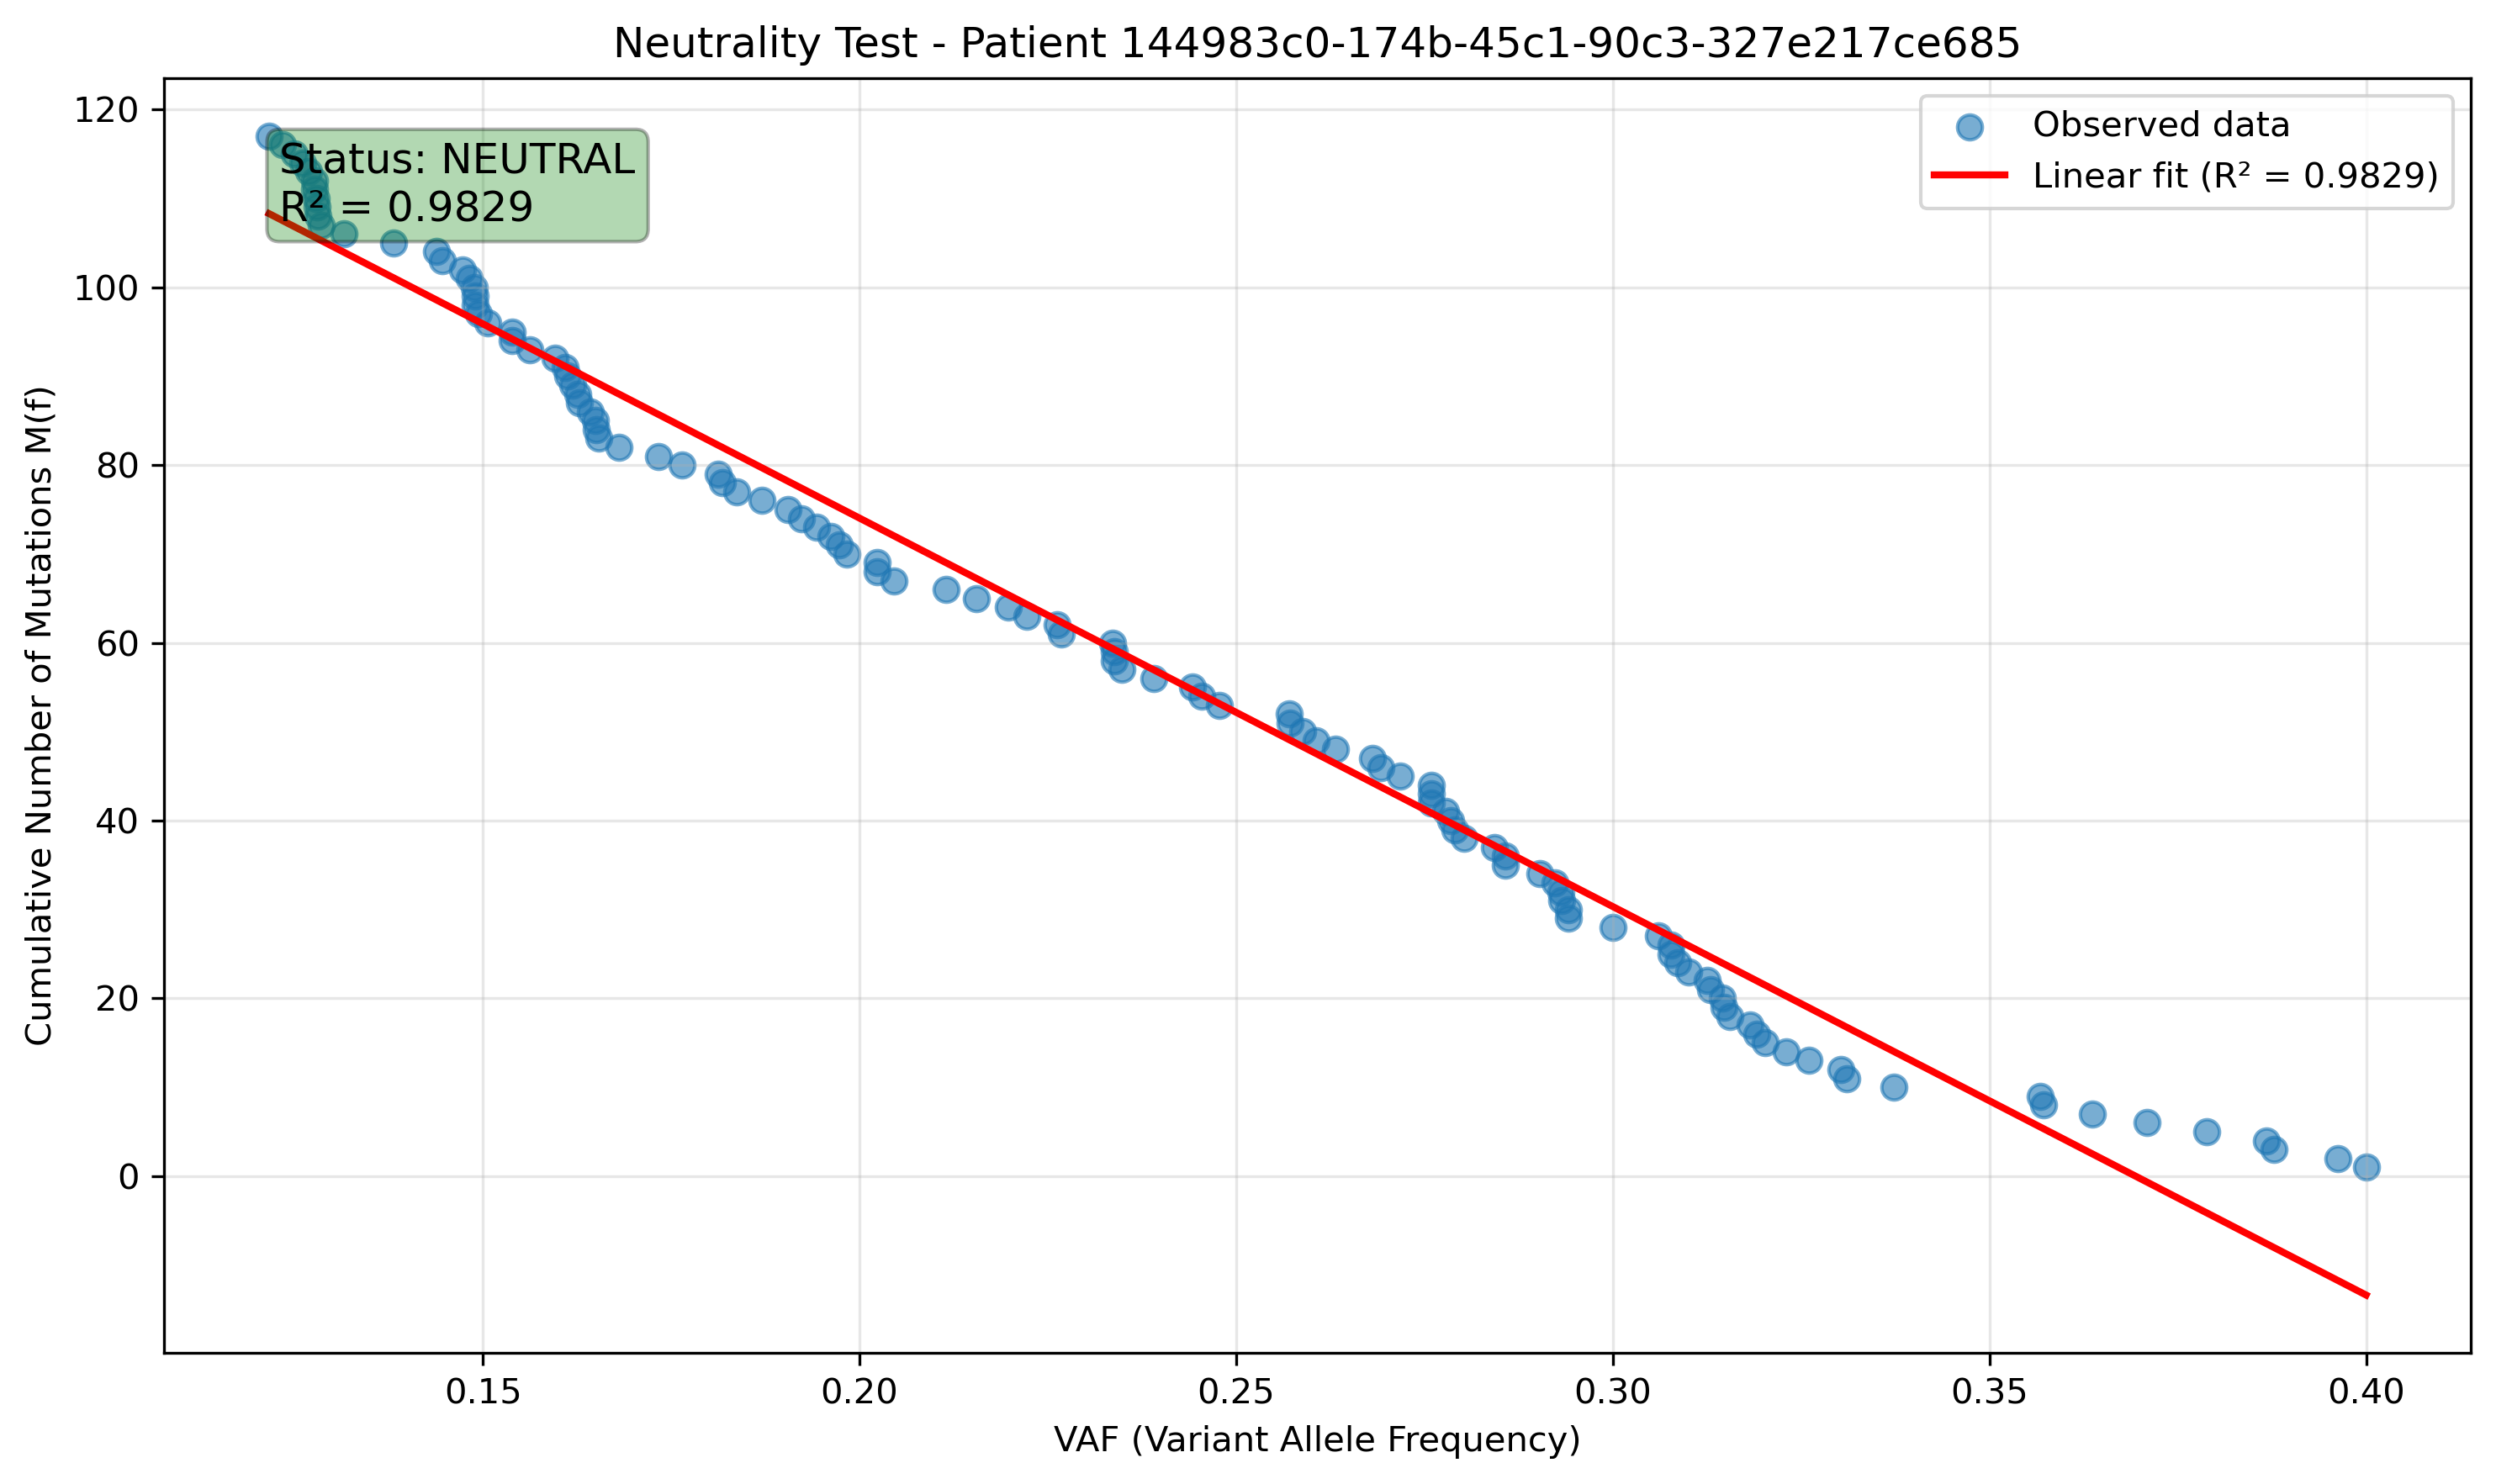 Neutrality Test - Patient 144983c0-174b-45c1-90c3-327e217ce685
Cumulative Number of Mutations M(f)
120
100
80
60
40
20
0
Status: NEUTRAL
R² = 0.9829
Observed data
Linear fit (R² = 0.9829)
0.15
0.20
0.25
0.30
0.35
0.40
VAF (Variant Allele Frequency)